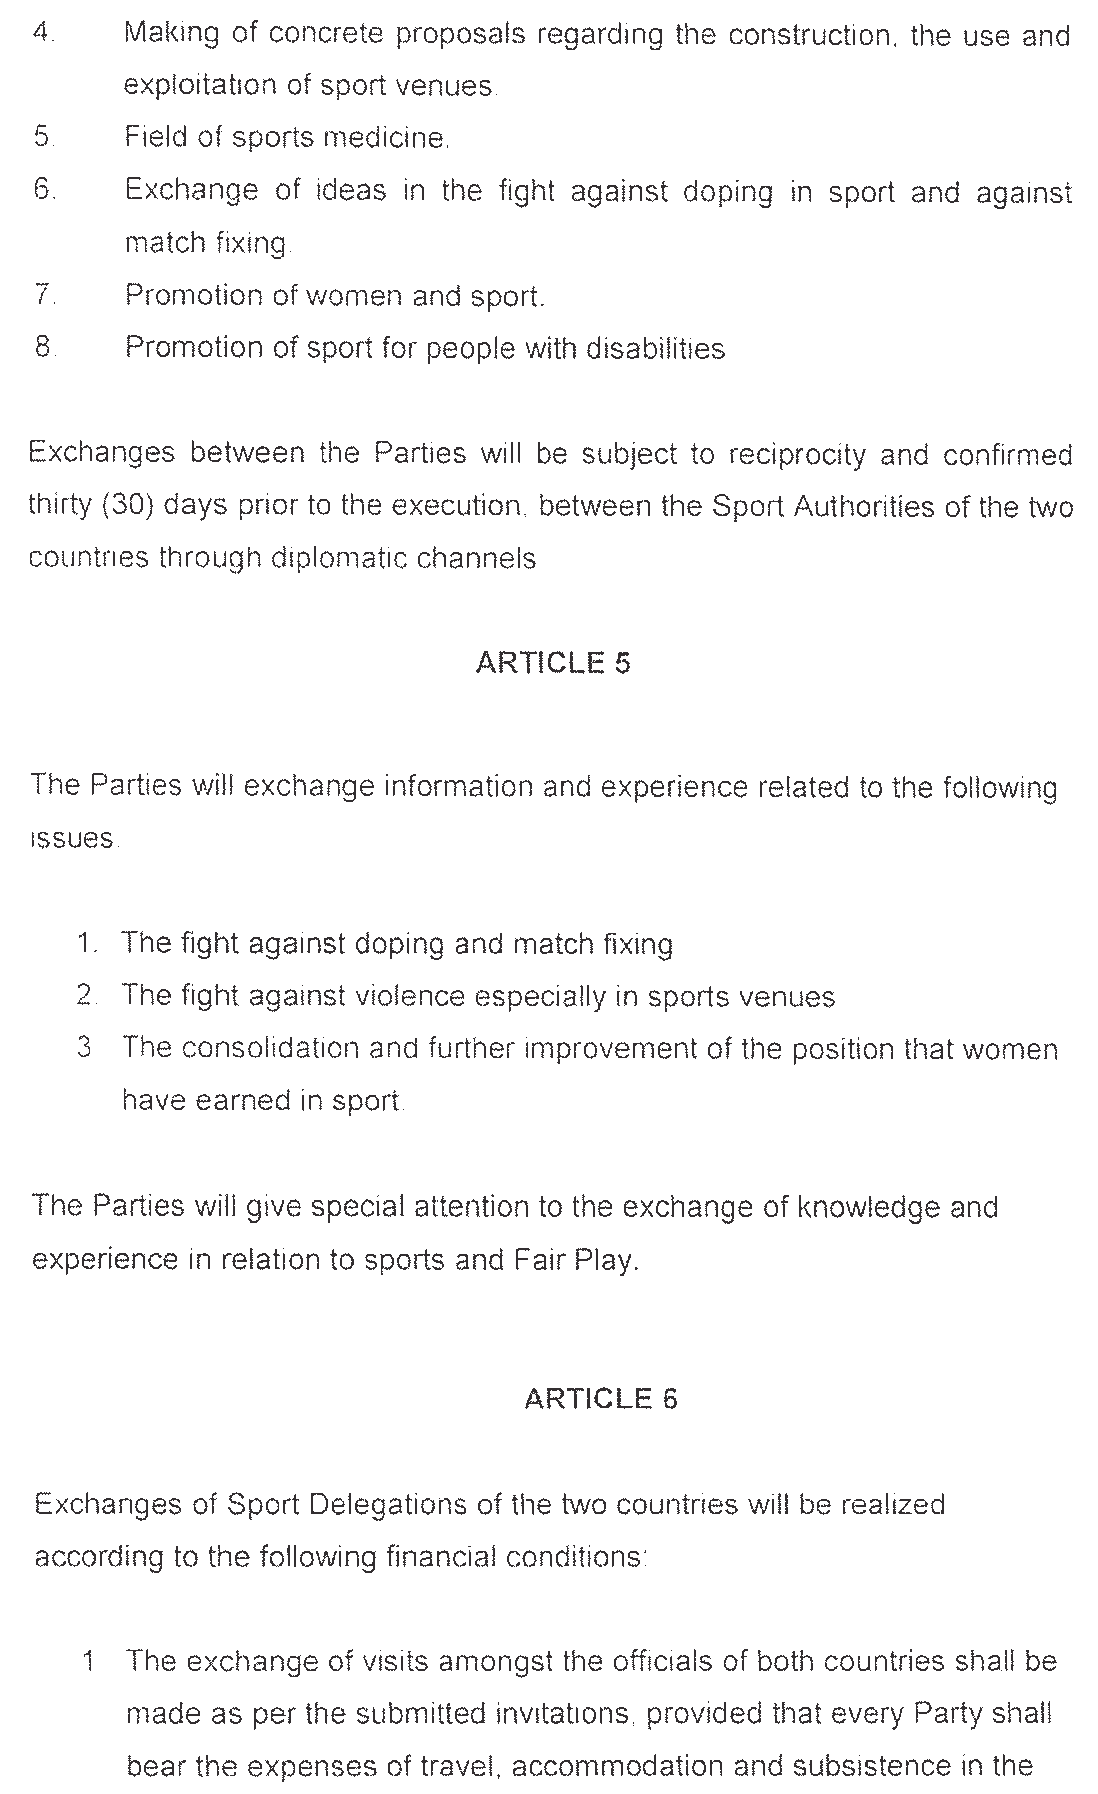 4. Making of concrete proposals regarding the construction, the use and
exploitation of sport venues.
5. Field of sports medicine.
6. Exchange of ideas in the fight against doping in sport and against
match fixing.
7. Promotion of women and sport.
8. Promotion of sport for people with disabilities
Exchanges between the Parties will be subject to reciprocity and confirmed
thirty (30) days prior to the execution, between the Sport Authorities of the two
countries through diplomatic channels
ARTICLE 5
The Parties will exchange information and experience related to the following
issues.
1. The fight against doping and match fixing
2. The fight against violence especially in sports venues
3 The consolidation and further improvement of the position that women
have earned in sport.
The Parties will give special attention to the exchange of knowledge and
experience in relation to sports and Fair Play.
ARTICLE 6
Exchanges of Sport Delegations of the two countries will be realized
according to the following financial conditions:
1 The exchange of visits amongst the officials of both countries shall be
made as per the submitted invitations, provided that every Party shall
bear the expenses of travel, accommodation and subsistence in the